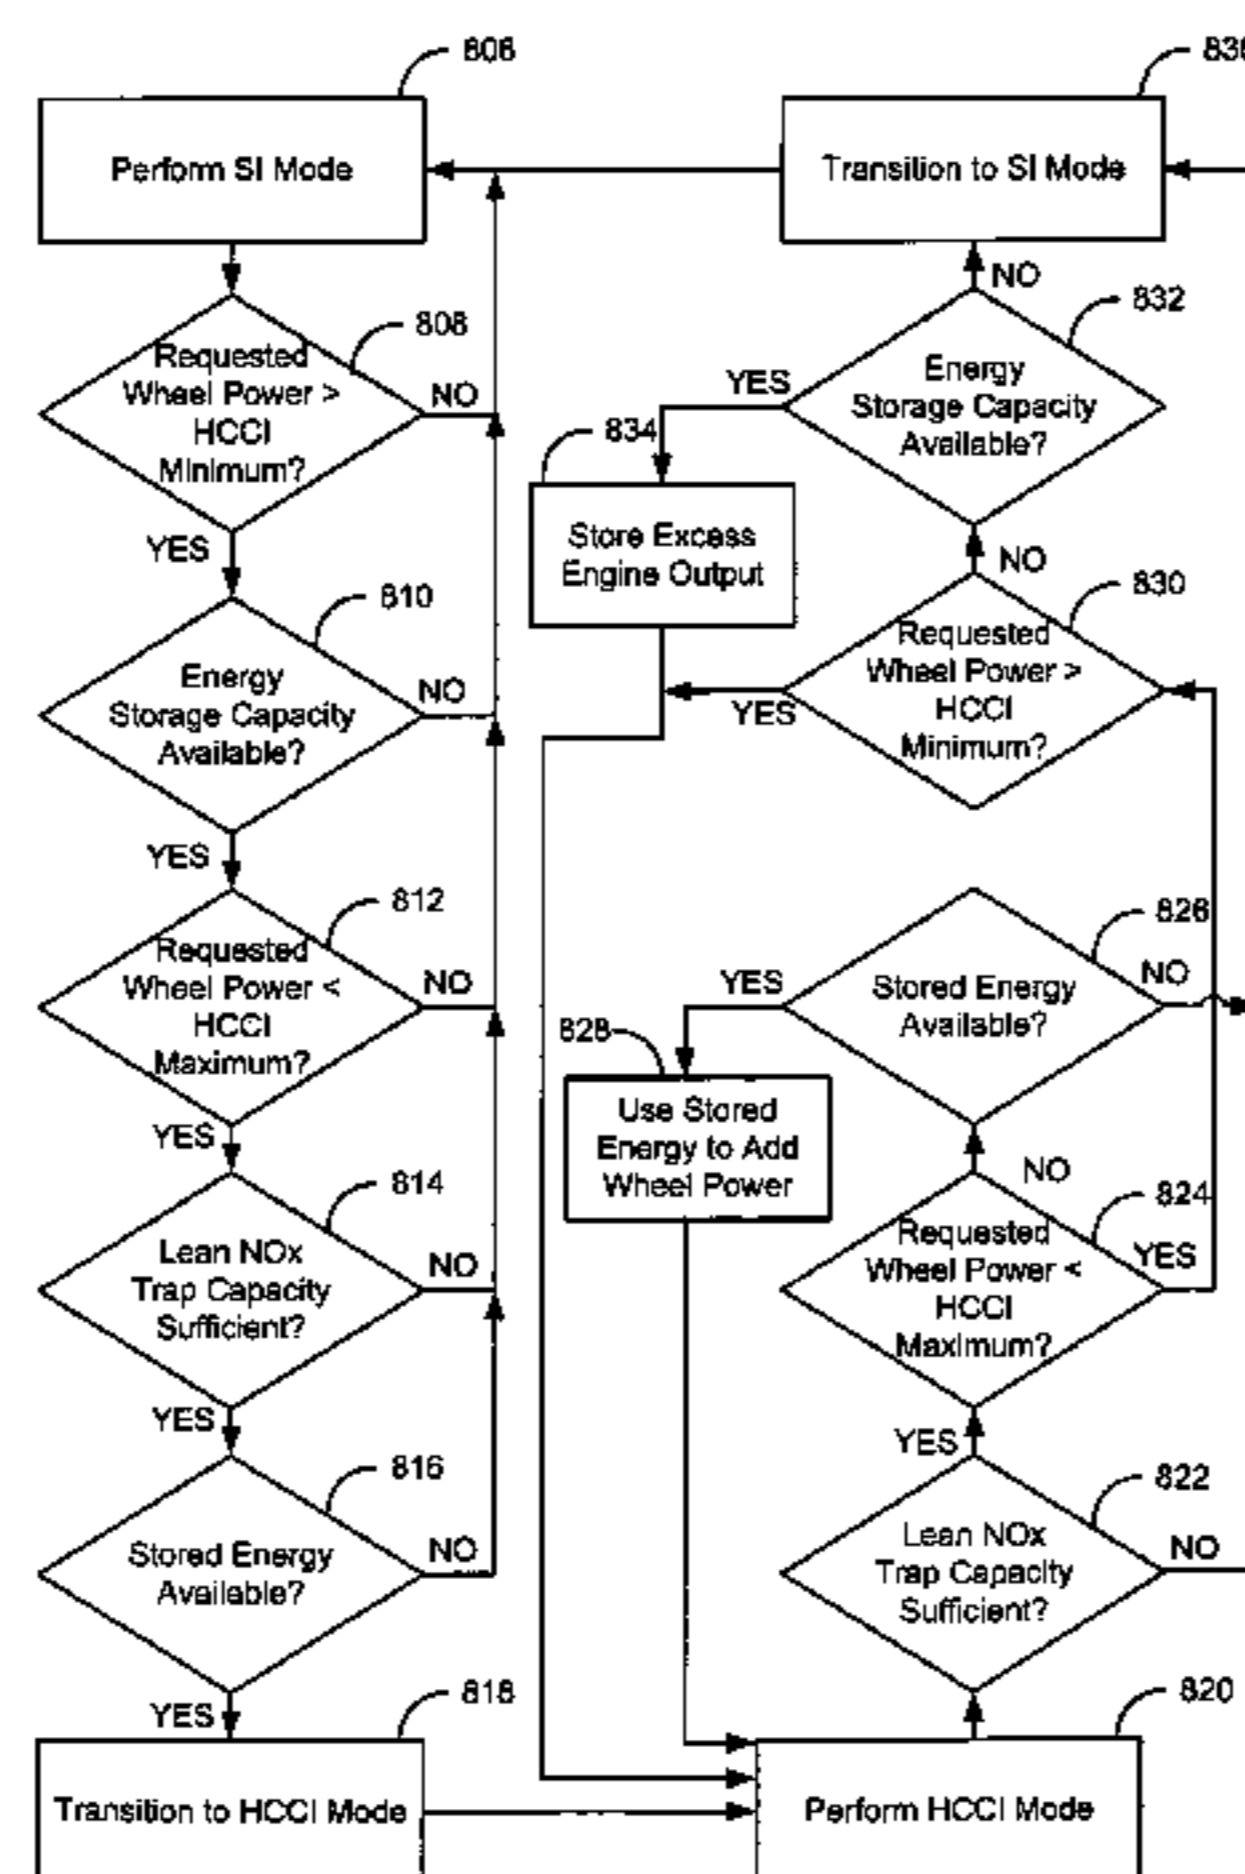 806
Perform SI Mode
808
Requested
Wheel Power >
HCCI
Minimum?
NO
YES
810
Energy
Storage Capacity
Available?
NO
YES
812
Requested
Wheel Power <
HCCI
Maximum?
NO
YES
814
Lean NOx
Trap Capacity
Sufficient?
NO
YES
816
Stored Energy
Available?
NO
YES
818
Transition to HCCI Mode
Transition to SI Mode
NO
832
Energy
Storage Capacity
Available?
YES
834
Store Excess
Engine Output
NO
830
Requested
Wheel Power >
HCCI
Minimum?
YES
826
Stored Energy
Available?
NO
YES
828
Use Stored
Energy to Add
Wheel Power
NO
824
Requested
Wheel Power <
HCCI
Maximum?
YES
YES
822
Lean NOx
Trap Capacity
Sufficient?
NO
820
Perform HCCI Mode